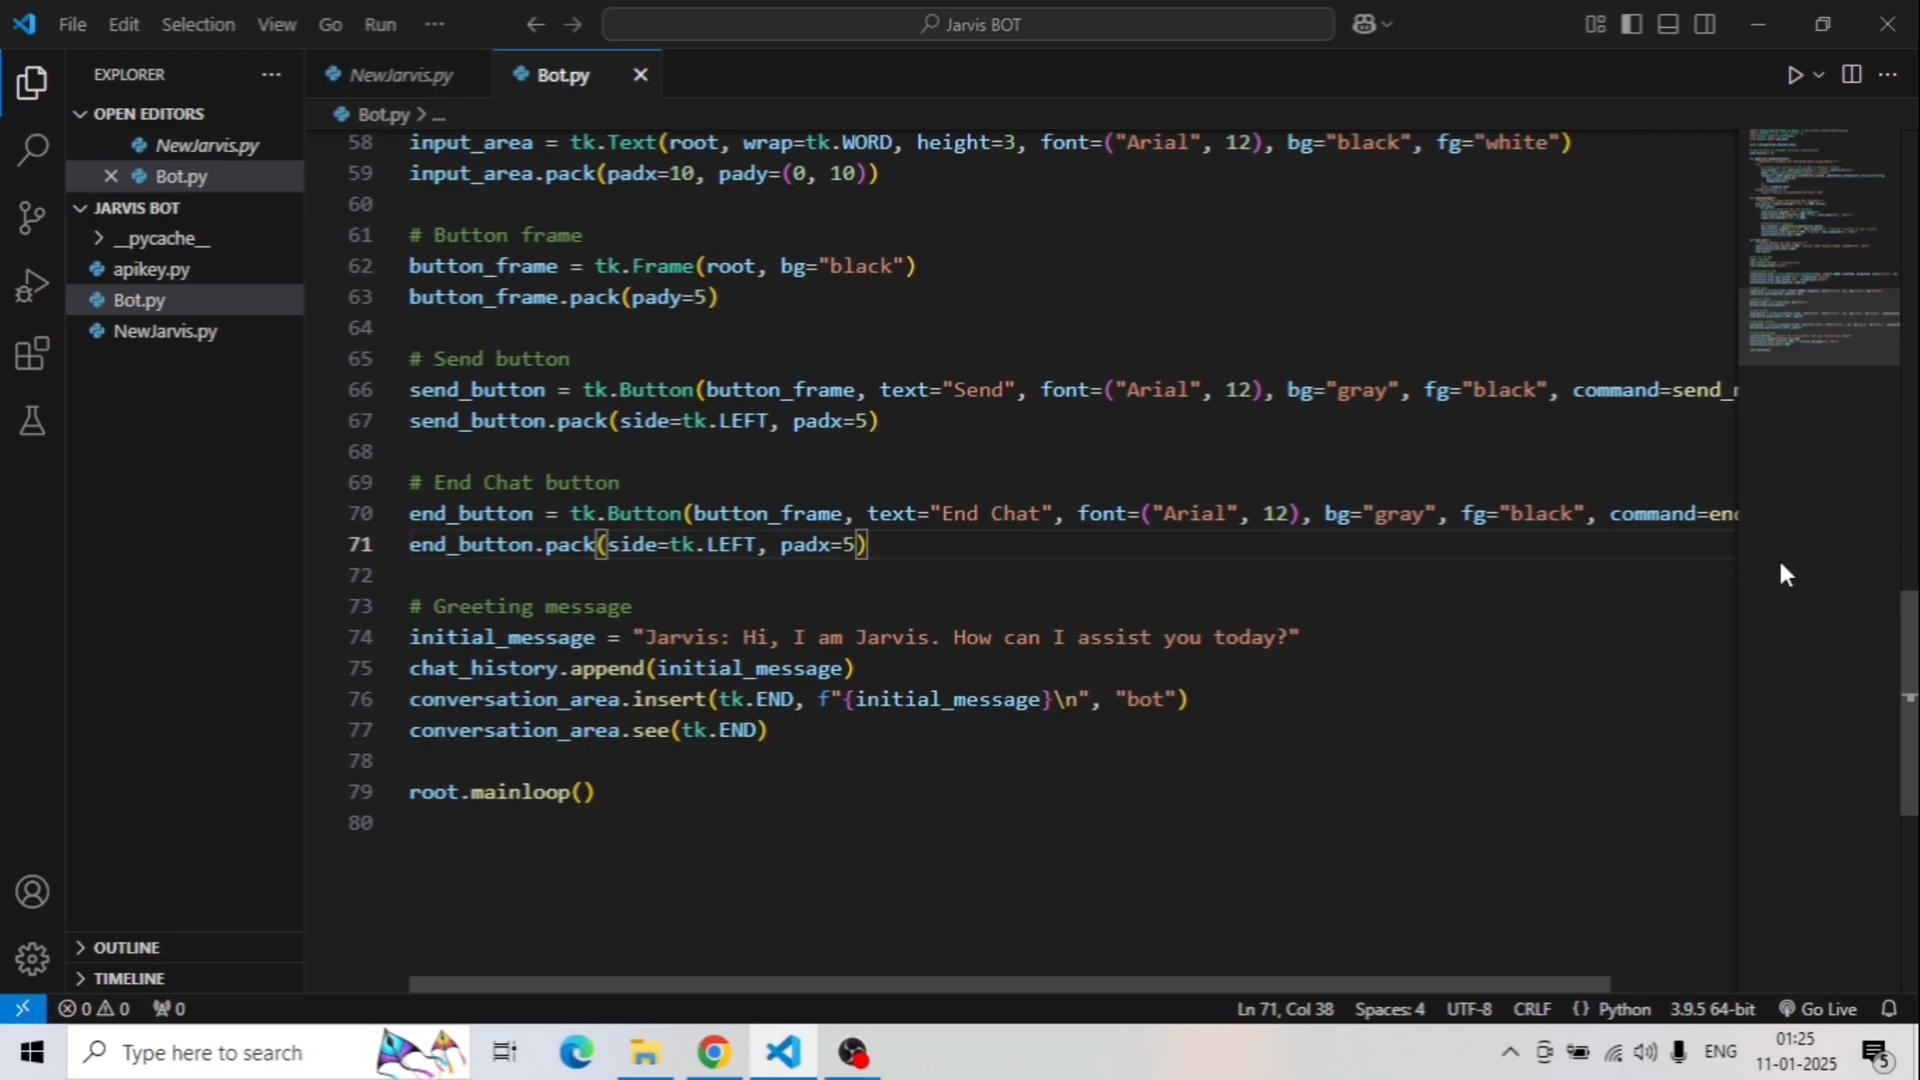 File Edit Selection View Go Run ...
Jarvis BOT
EXPLORER
OPEN EDITORS
NewJarvis.py
Bot.py
JARVIS BOT
__pycache__
apikey.py
Bot.py
NewJarvis.py
OUTLINE
TIMELINE
NewJarvis.py Bot.py
Bot.py > ...
58 input_area = tk.Text(root, wrap=tk.WORD, height=3, font=("Arial", 12), bg="black", fg="white")
59 input_area.pack(padx=10, pady=(0, 10))
60
61 # Button frame
62 button_frame = tk.Frame(root, bg="black")
63 button_frame.pack(pady=5)
64
65 # Send button
66 send_button = tk.Button(button_frame, text="Send", font=("Arial", 12), bg="gray", fg="black", command=send_
67 send_button.pack(side=tk.LEFT, padx=5)
68
69 # End Chat button
70 end_button = tk.Button(button_frame, text="End Chat", font=("Arial", 12), bg="gray", fg="black", command=end
71 end_button.pack(side=tk.LEFT, padx=5)
72
73 # Greeting message
74 initial_message = "Jarvis: Hi, I am Jarvis. How can I assist you today?"
75 chat_history.append(initial_message)
76 conversation_area.insert(tk.END, f"{initial_message}\n", "bot")
77 conversation_area.see(tk.END)
78
79 root.mainloop()
80
0 0 0 Ln 71, Col 38 Spaces: 4 UTF-8 CRLF {} Python 3.9.5 64-bit Go Live
Type here to search
ENG
01:25
11-01-2025
5